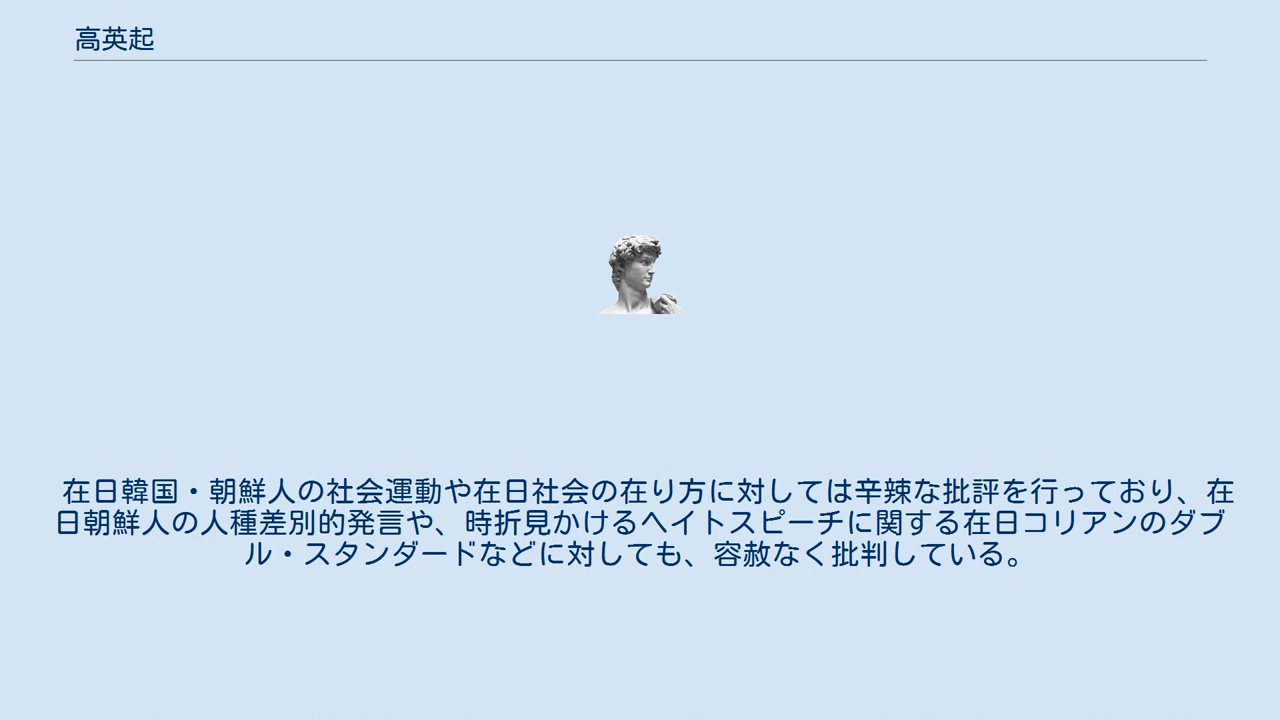 高英起
在日韓国・朝鮮人の社会運動や在日社会の在り方に対しては辛辣な批評を行っており、在
日朝鮮人の人種差別的発言や、時折見かけるヘイトスピーチに関する在日コリアンのダブ
ル・スタンダードなどに対しても、容赦なく批判している。